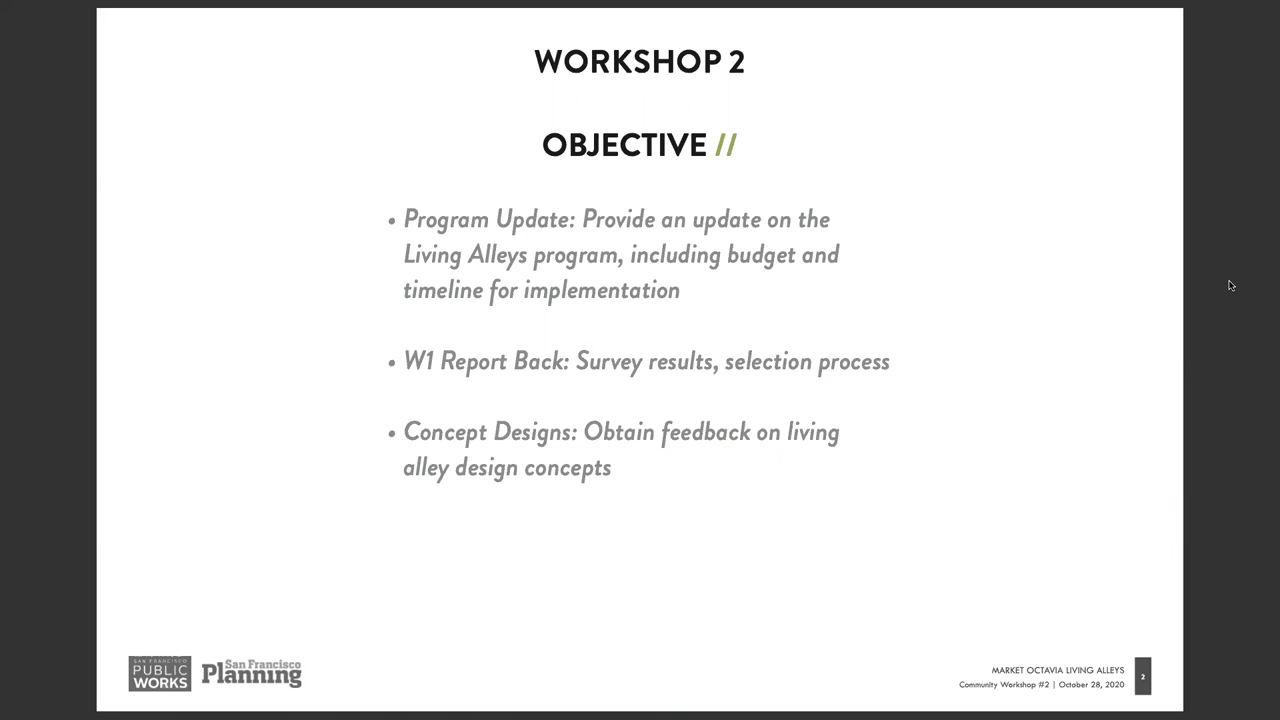 WORKSHOP 2
OBJECTIVE //
• Program Update: Provide an update on the
Living Alleys program, including budget and
timeline for implementation
• W1 Report Back: Survey results, selection process
• Concept Designs: Obtain feedback on living
alley design concepts
SAN FRANCISCO
PUBLIC
WORKS
San Francisco
Planning
MARKET OCTAVIA LIVING ALLEYS
Community Workshop #2 | October 28, 2020
2